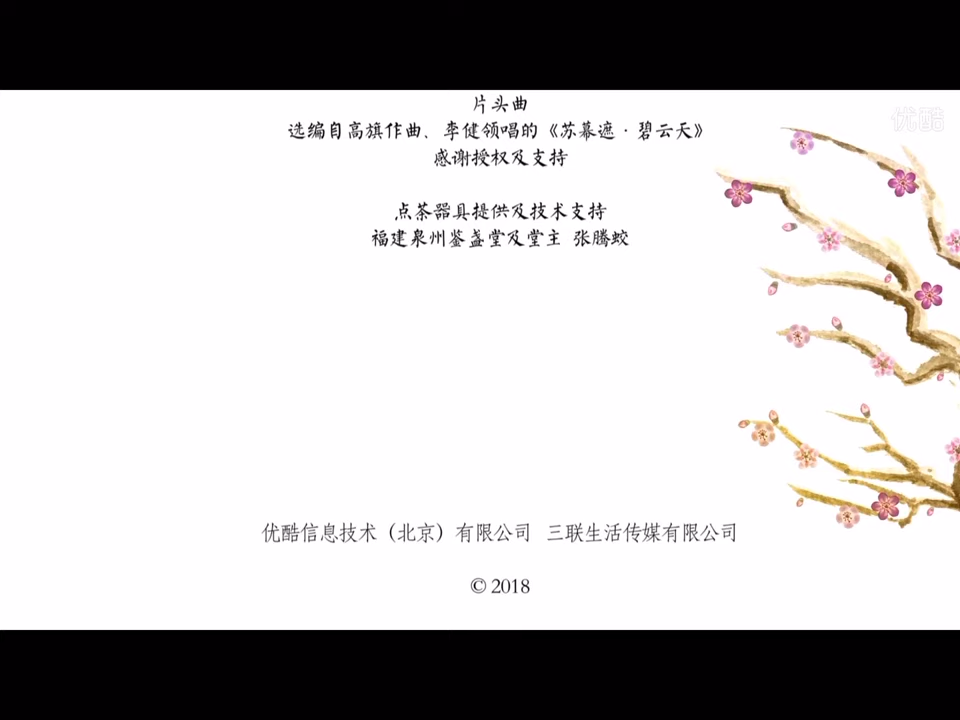 优酷
片头曲
选编自高旗作曲、李健领唱的《苏幕遮·碧云天》
感谢授权及支持
点茶器具提供及技术支持
福建泉州鉴盏堂及堂主 张腾蛟
优酷信息技术（北京）有限公司 三联生活传媒有限公司
© 2018